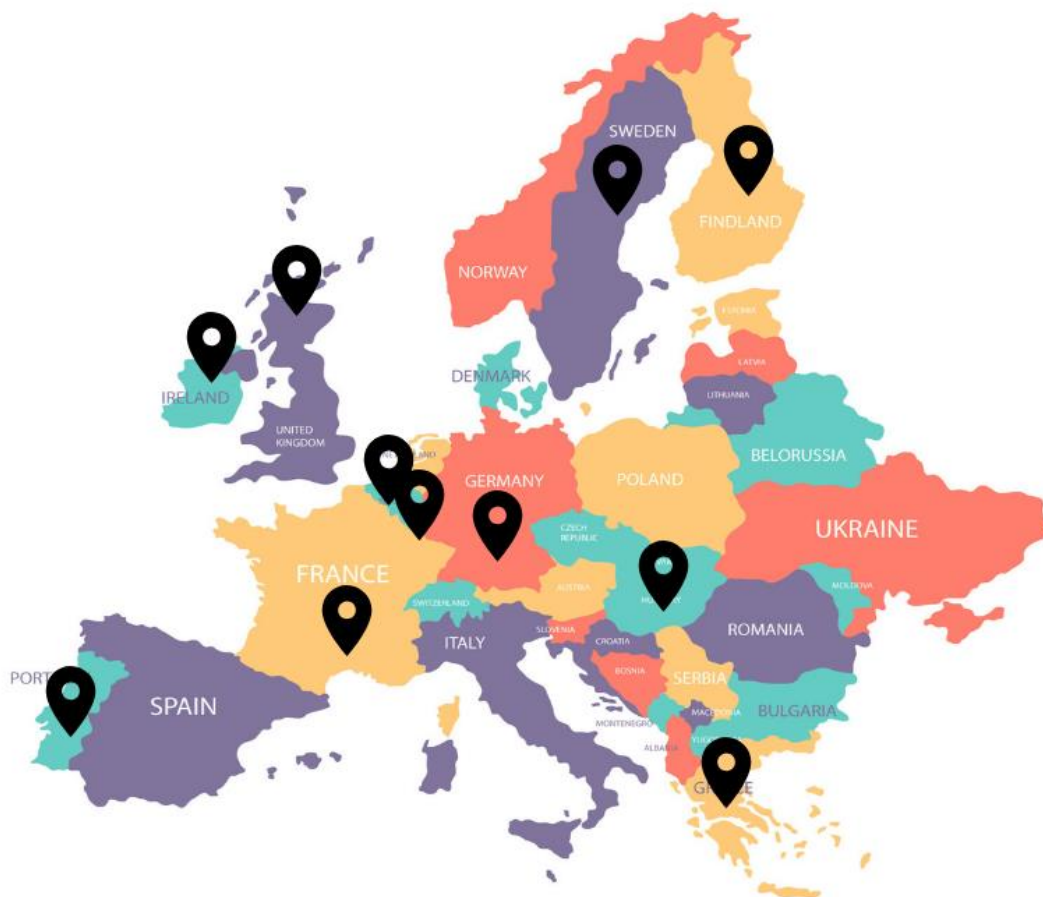 SWEDEN
FINDLAND
NORWAY
ESTONIA
LATVIA
DENMARK
LITHUANIA
IRELAND
UNITED
KINGDOM
BELORUSSIA
GERMANY
POLAND
CZECH
REPUBLIC
UKRAINE
FRANCE
AUSTRIA
MOLDOVA
SWITZERLAND
SLOVENIA
CROATIA
ROMANIA
ITALY
BOSNIA
SERBIA
SPAIN
MACEDONIA
BULGARIA
MONTENEGRO
ALBANIA